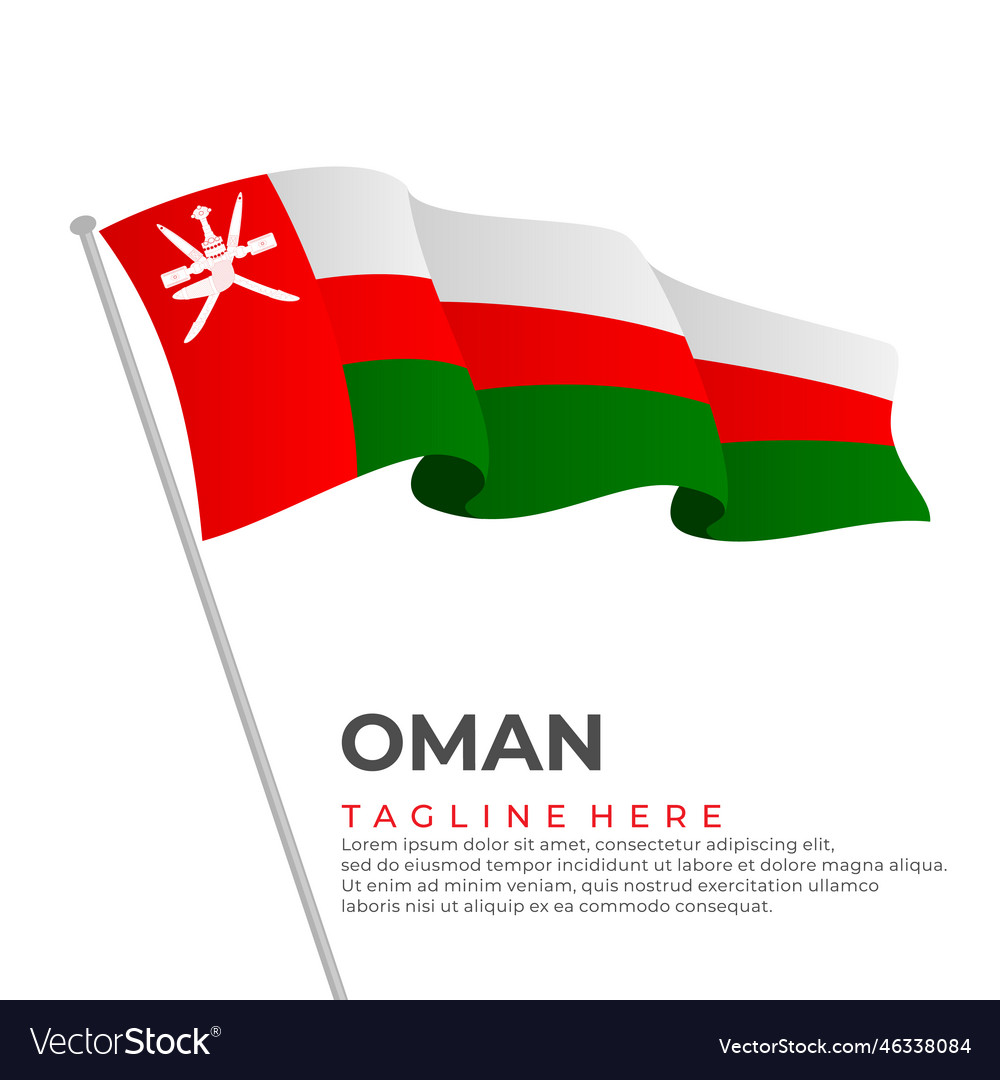 OMAN
TAGLINE HERE
Lorem ipsum dolor sit amet, consectetur adipiscing elit,
sed do eiusmod tempor incididunt ut labore et dolore magna aliqua.
Ut enim ad minim veniam, quis nostrud exercitation ullamco
laboris nisi ut aliquip ex ea commodo consequat.
VectorStock®
VectorStock.com/46338084